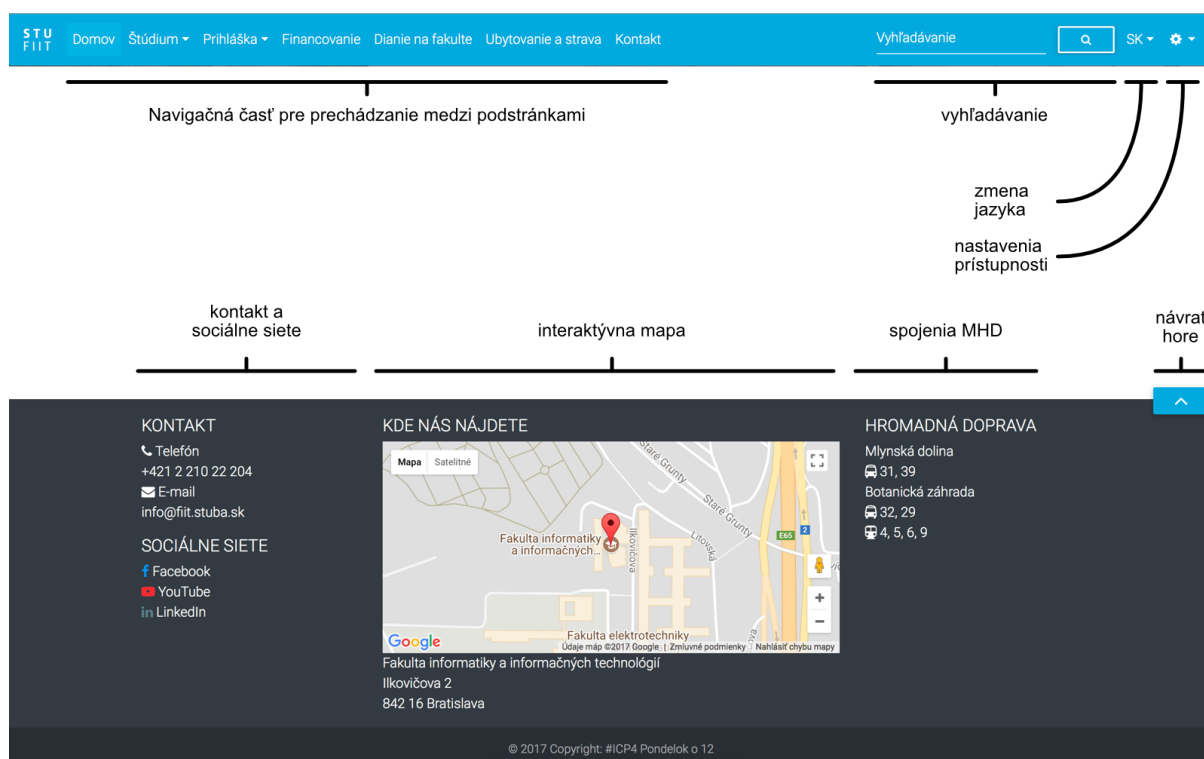 STU
FIIT
Domov Štúdium Prihláška Financovanie Dianie na fakulte Ubytovanie a strava Kontakt Vyhľadávanie SK
Navigačná časť pre prechádzanie medzi podstránkami
vyhľadávanie
zmena
jazyka
nastavenia
prístupnosti
kontakt a
sociálne siete
interaktývna mapa
spojenia MHD
návrat
hore
KONTAKT
Telefón
+421 2 210 22 204
E-mail
info@fiit.stuba.sk
SOCIÁLNE SIETE
Facebook
YouTube
LinkedIn
KDE NÁS NÁJDETE
Mapa Satelitné
Staré Grunty
Staré Grunty
Litovská
Ilkovičova
E65
2
Fakulta informatiky
a informačných...
Fakulta elektrotechniky
Google
Údaje máp ©2017 Google Zmluvné podmienky Nahlásiť chybu mapy
Fakulta informatiky a informačných technológií
Ilkovičova 2
842 16 Bratislava
HROMADNÁ DOPRAVA
Mlynská dolina
31, 39
Botanická záhrada
32, 29
4, 5, 6, 9
© 2017 Copyright: #ICP4 Pondelok o 12